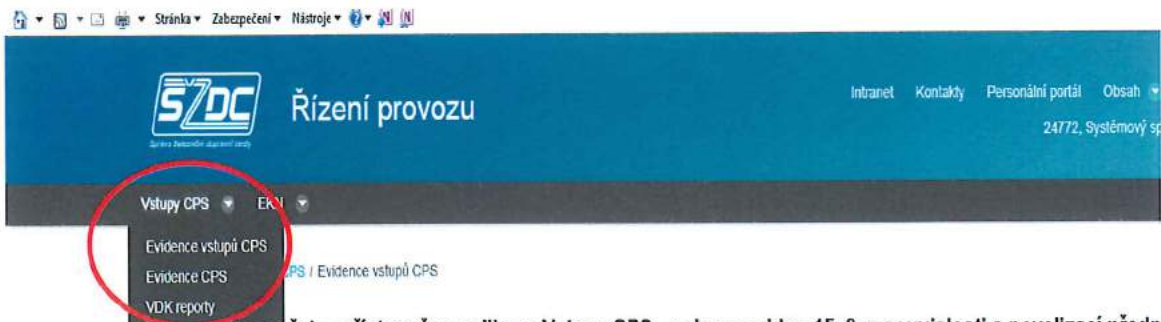 Stránka Zabezpečení Nástroje
SŽDC
Řízení provozu
Intranet Kontakty Personální portál Obsah
24772, Systémový sp
Vstupy CPS
Evidence vstupů CPS
Evidence CPS
CPS / Evidence vstupů CPS
VDK reporty